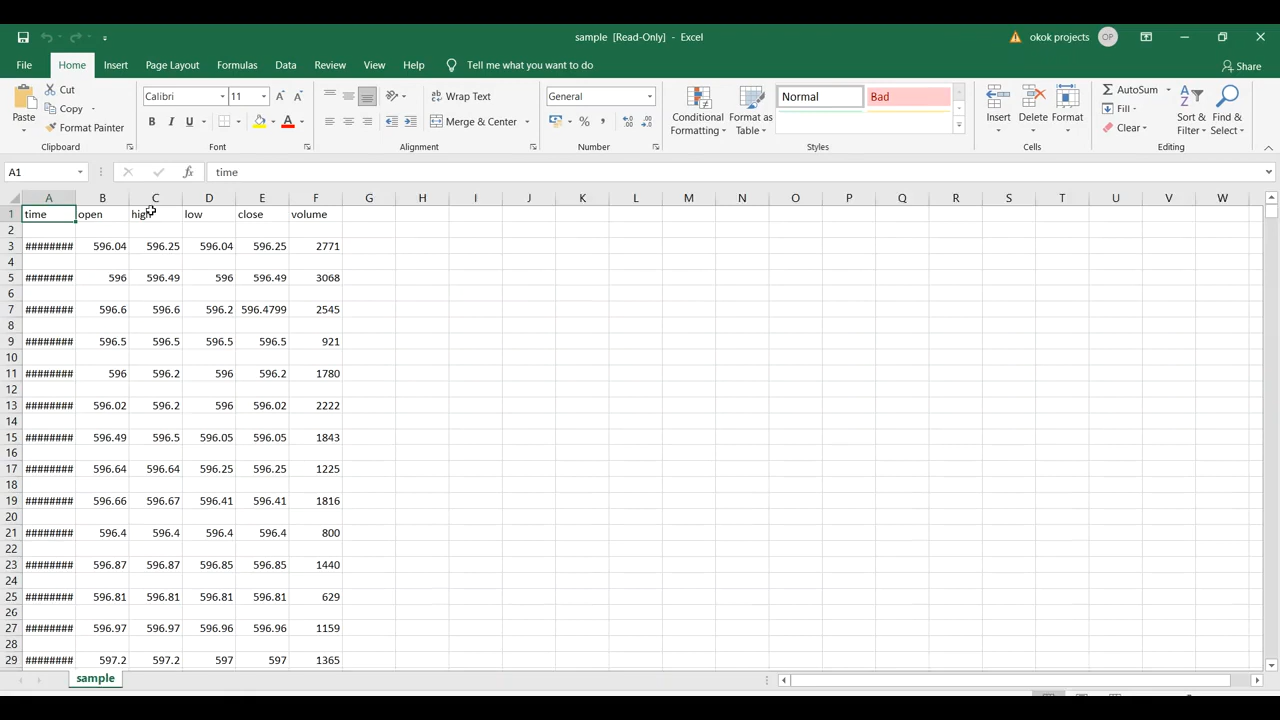 sample [Read-Only] - Excel
okok projects OP
File Home Insert Page Layout Formulas Data Review View Help Tell me what you want to do Share
Paste
Cut
Copy
Format Painter
Clipboard
Calibri 11
B I U
Font
Wrap Text
Merge & Center
Alignment
General
Number
Conditional Formatting
Format as Table
Normal Bad
Styles
Insert Delete Format
Cells
AutoSum
Fill
Clear
Sort & Filter
Find & Select
Editing
A1 fx time
A B C D E F G H I J K L M N O P Q R S T U V W
1 time open high low close volume
2
3 ######## 596.04 596.25 596.04 596.25 2771
4
5 ######## 596 596.49 596 596.49 3068
6
7 ######## 596.6 596.6 596.2 596.4799 2545
8
9 ######## 596.5 596.5 596.5 596.5 921
10
11 ######## 596 596.2 596 596.2 1780
12
13 ######## 596.02 596.2 596 596.02 2222
14
15 ######## 596.49 596.5 596.05 596.05 1843
16
17 ######## 596.64 596.64 596.25 596.25 1225
18
19 ######## 596.66 596.67 596.41 596.41 1816
20
21 ######## 596.4 596.4 596.4 596.4 800
22
23 ######## 596.87 596.87 596.85 596.85 1440
24
25 ######## 596.81 596.81 596.81 596.81 629
26
27 ######## 596.97 596.97 596.96 596.96 1159
28
29 ######## 597.2 597.2 597 597 1365
sample